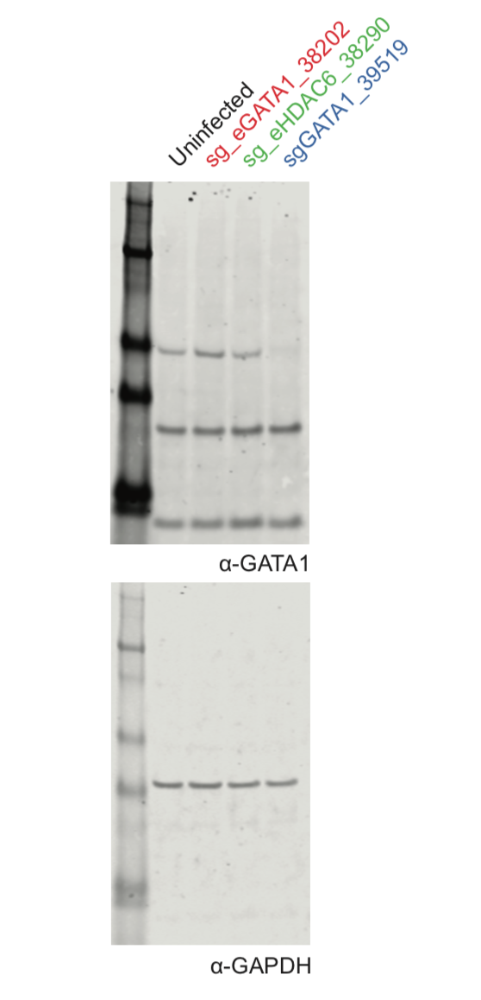 Uninfected
sg_eGATA1_38202
sg_eHDAC6_38290
sgGATA1_39519
α-GATA1
α-GAPDH